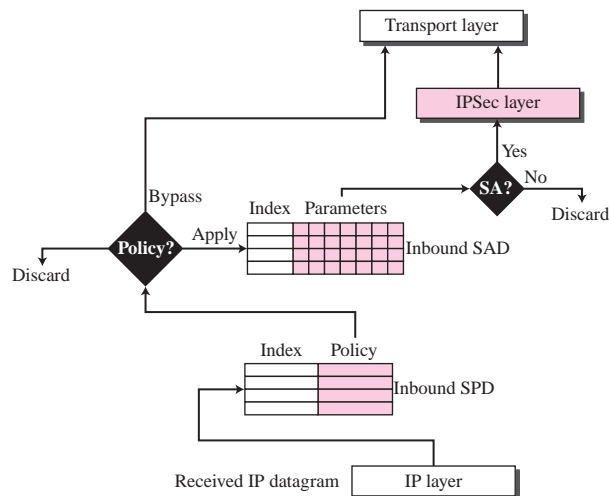 Transport layer
IPSec layer
Yes
SA?
No
Discard
Bypass
Index
Parameters
Policy?
Apply
Inbound SAD
Discard
Index
Policy
Inbound SPD
Received IP datagram
IP layer